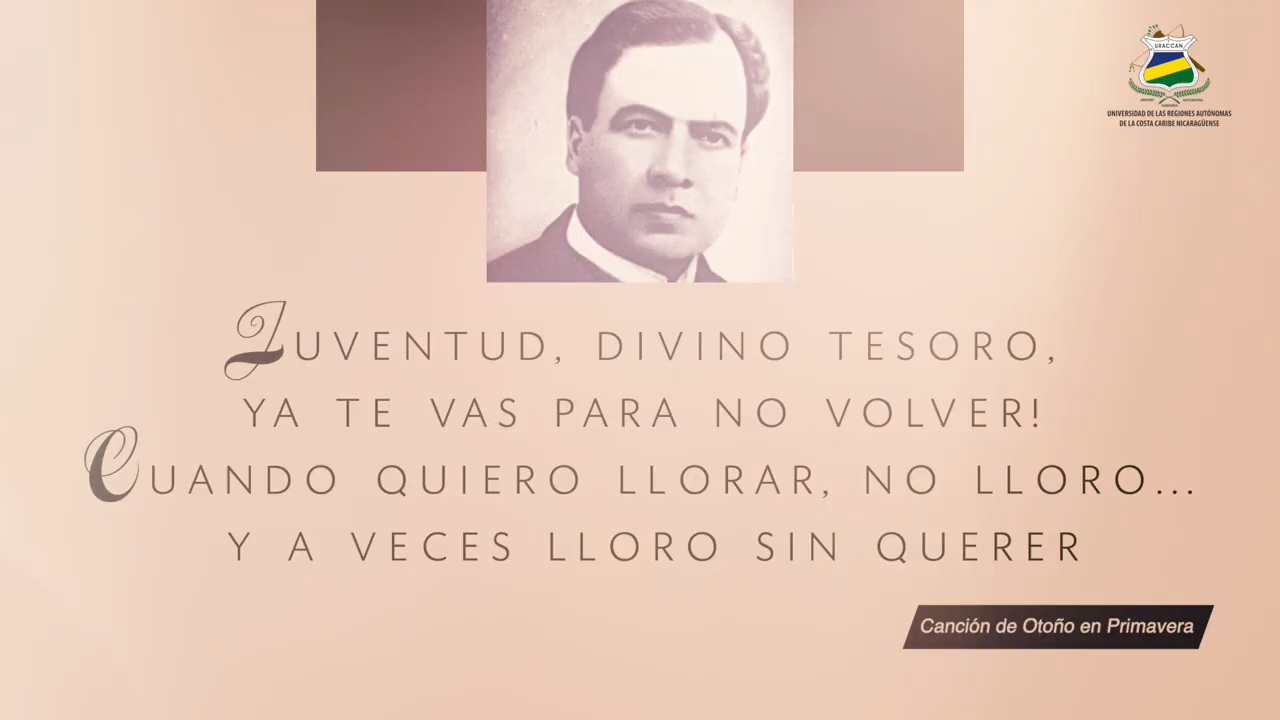 URACCAN
UNIVERSIDAD DE LAS REGIONES AUTÓNOMAS
DE LA COSTA CARIBE NICARAGÜENSE
JUVENTUD, DIVINO TESORO,
YA TE VAS PARA NO VOLVER!
CUANDO QUIERO LLORAR, NO LLORO...
Y A VECES LLORO SIN QUERER
Canción de Otoño en Primavera